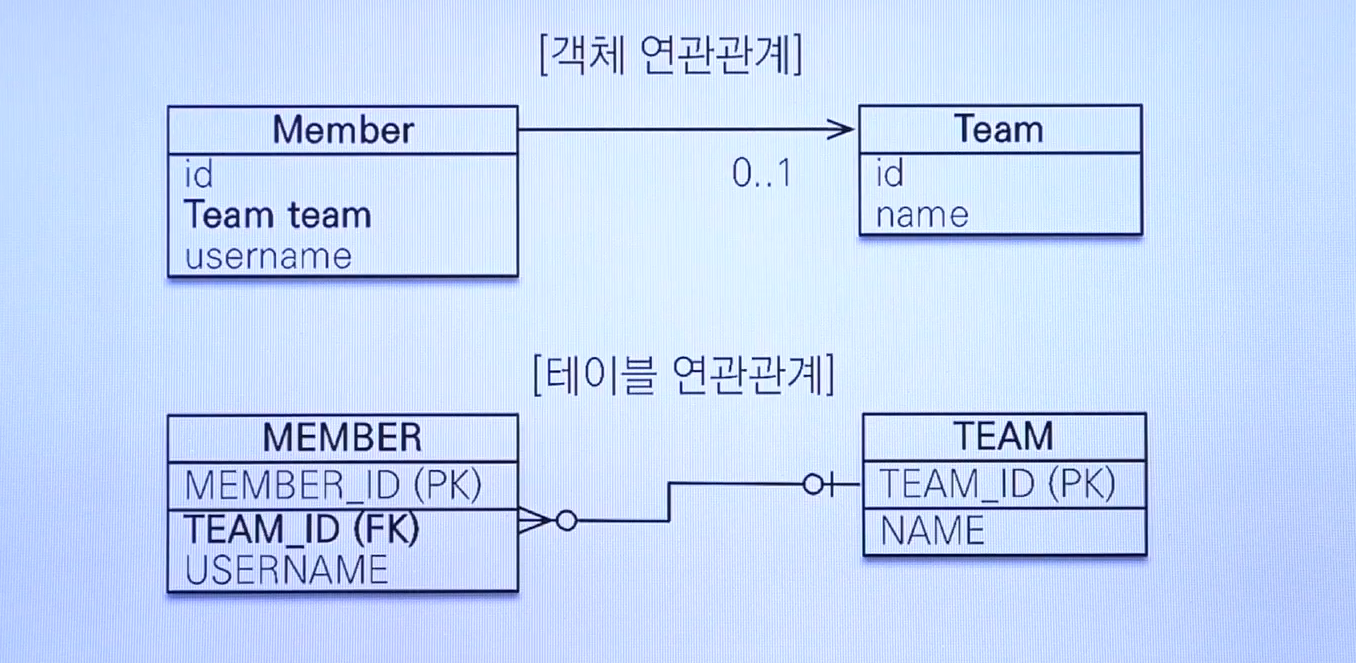 [객체 연관관계]
Member
id
Team team
username
0..1
Team
id
name
[테이블 연관관계]
MEMBER
MEMBER_ID (PK)
TEAM_ID (FK)
USERNAME
TEAM
TEAM_ID (PK)
NAME